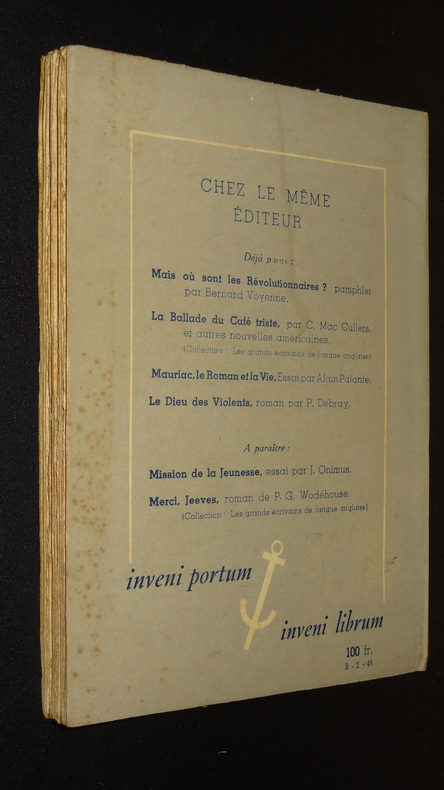 CHEZ LE MÊME
ÉDITEUR
Déjà parus :
Mais où sont les Révolutionnaires ? pamphlet
par Bernard Voyenne.
La Ballade du Café triste, par C. Mac Cullers,
et autres nouvelles américaines.
(Collection : Les grands écrivains de langue anglaise)
Mauriac, le Roman et la Vie, Essai par Alain Palante.
Le Dieu des Violents, roman par P. Debray.
A paraître :
Mission de la Jeunesse, essai par J. Onimus.
Merci, Jeeves, roman de P. G. Wodehouse.
(Collection : Les grands écrivains de langue anglaise)
inveni portum
inveni librum
100 fr.
B - 2 - 49